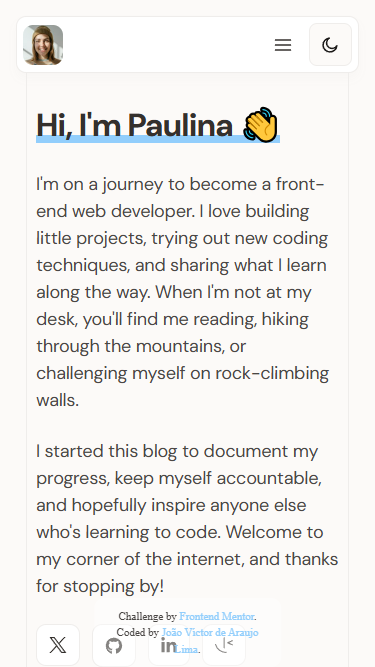 Hi, I'm Paulina 👋
I'm on a journey to become a front-
end web developer. I love building
little projects, trying out new coding
techniques, and sharing what I learn
along the way. When I'm not at my
desk, you'll find me reading, hiking
through the mountains, or
challenging myself on rock-climbing
walls.
I started this blog to document my
progress, keep myself accountable,
and hopefully inspire anyone else
who's learning to code. Welcome to
my corner of the internet, and thanks
for stopping by!
Challenge by Frontend Mentor.
Coded by João Victor de Araujo
Lima.